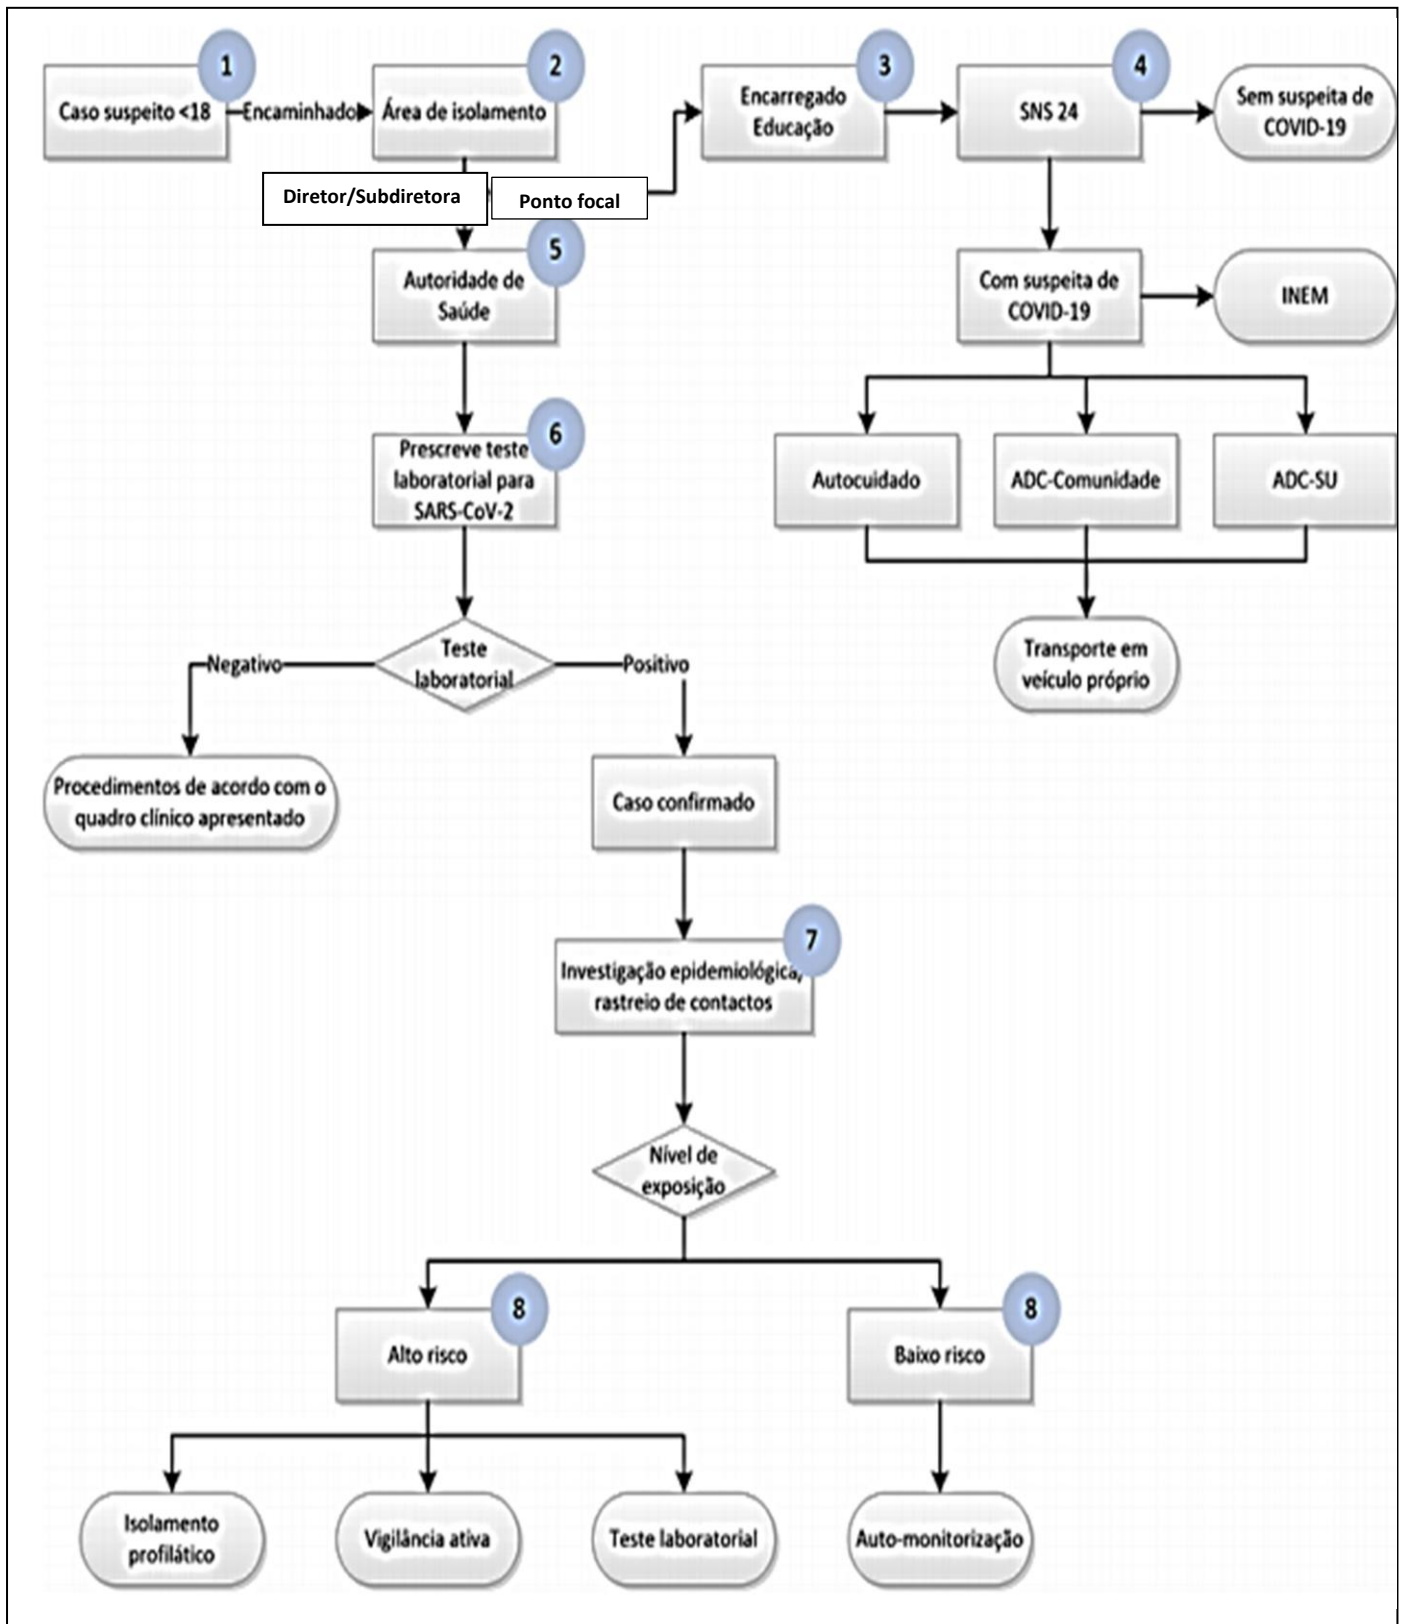 1
2
3
4
Caso suspeito <18
Encaminhado
Área de isolamento
Encarregado
Educação
SNS 24
Sem suspeita de
COVID-19
Diretor/Subdiretora
Ponto focal
5
Autoridade de
Saúde
Com suspeita de
COVID-19
INEM
6
Prescreve teste
laboratorial para
SARS-CoV-2
Autocuidado
ADC-Comunidade
ADC-SU
Negativo
Teste
laboratorial
Positivo
Transporte em
veículo próprio
Procedimentos de acordo com o
quadro clínico apresentado
Caso confirmado
7
Investigação epidemiológica,
rastreio de contactos
Nível de
exposição
8
8
Alto risco
Baixo risco
Isolamento
profilático
Vigilância ativa
Teste laboratorial
Auto-monitorização